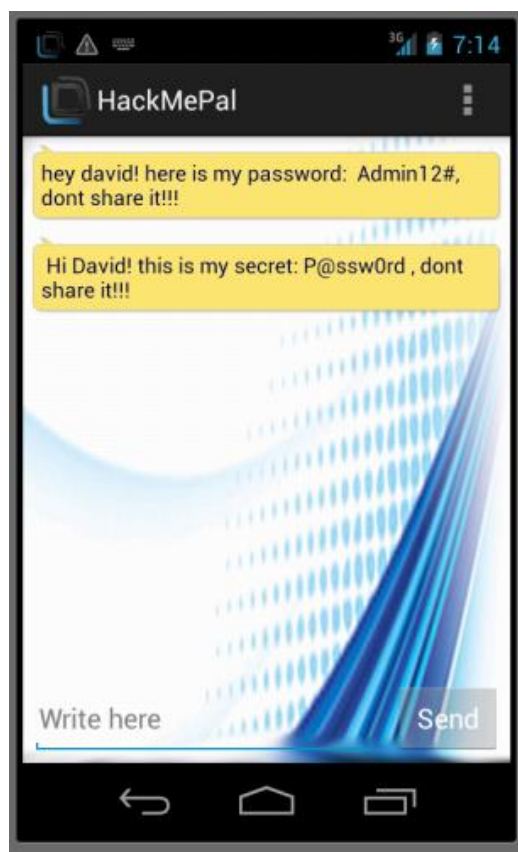 3G 7:14
HackMePal
hey david! here is my password:  Admin12#,
dont share it!!!
Hi David! this is my secret: P@ssw0rd , dont
share it!!!
Write here
Send